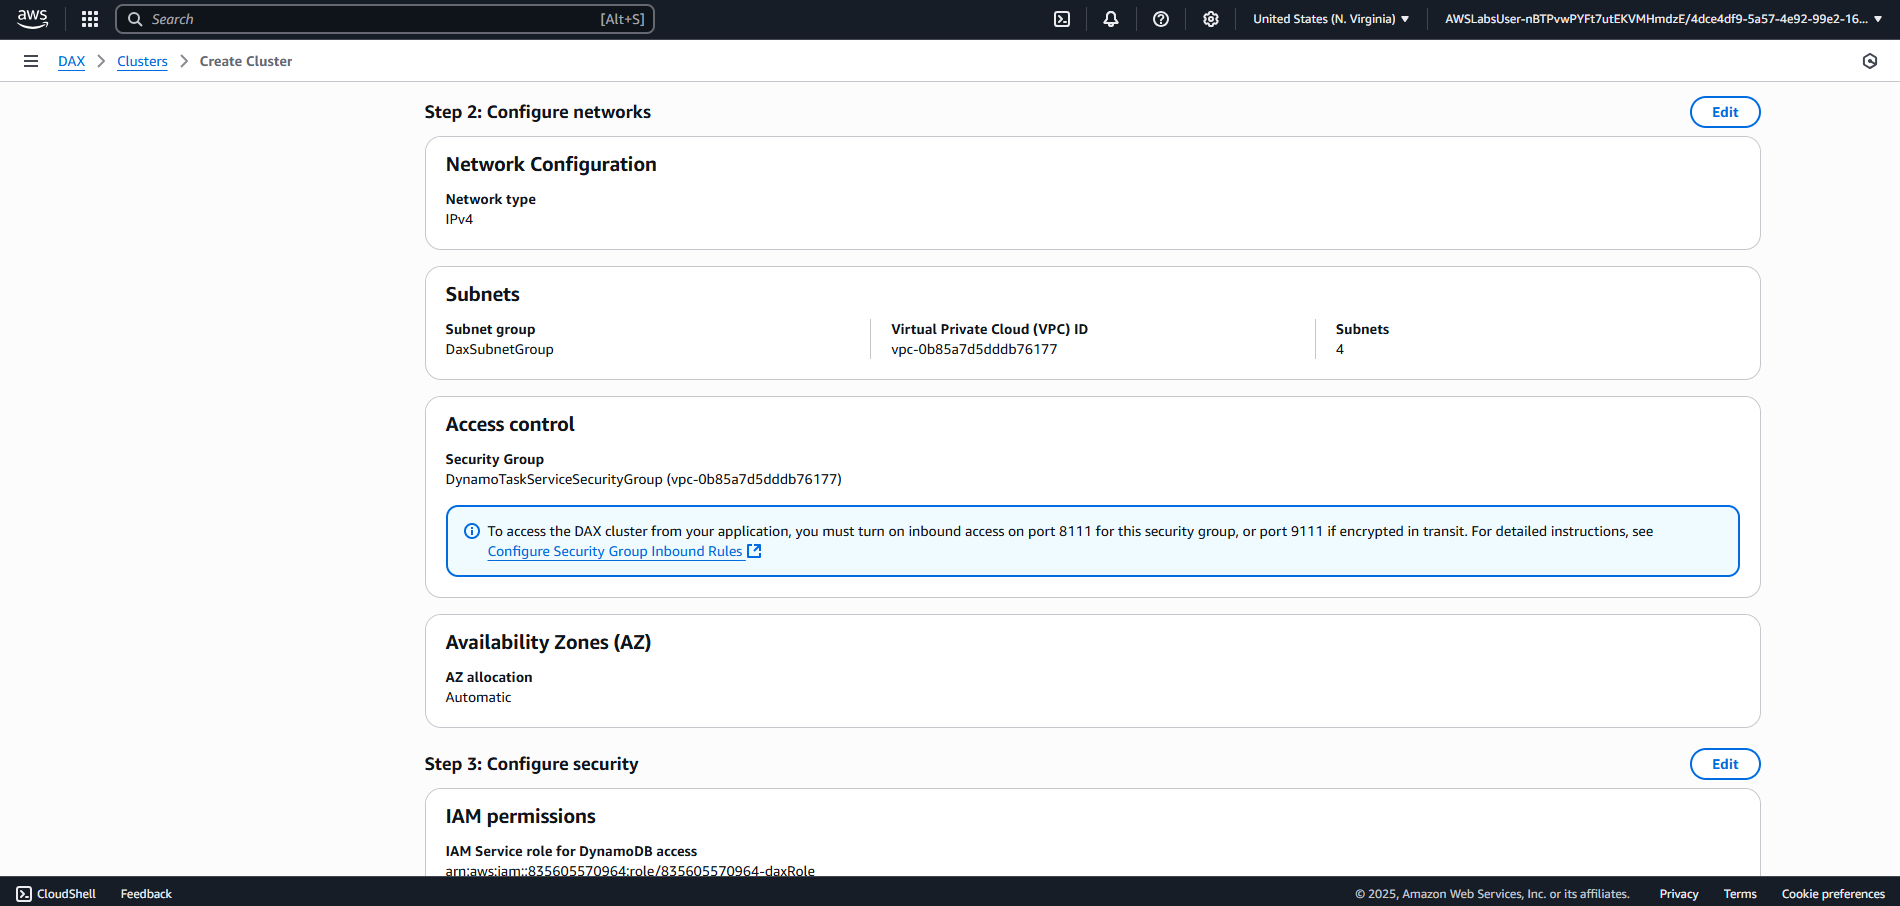 aws
Search [Alt+S]
United States (N. Virginia)
AWSLabsUser-nBTPvwPYFt7utEKVMHmdzE/4dce4df9-5a57-4e92-99e2-16...
DAX > Clusters > Create Cluster
Step 2: Configure networks
Edit
Network Configuration
Network type
IPv4
Subnets
Subnet group
DaxSubnetGroup
Virtual Private Cloud (VPC) ID
vpc-0b85a7d5dddb76177
Subnets
4
Access control
Security Group
DynamoTaskServiceSecurityGroup (vpc-0b85a7d5dddb76177)
To access the DAX cluster from your application, you must turn on inbound access on port 8111 for this security group, or port 9111 if encrypted in transit. For detailed instructions, see
Configure Security Group Inbound Rules
Availability Zones (AZ)
AZ allocation
Automatic
Step 3: Configure security
Edit
IAM permissions
IAM Service role for DynamoDB access
arn:aws:iam::835605570964:role/835605570964-daxRole
CloudShell Feedback
© 2025, Amazon Web Services, Inc. or its affiliates. Privacy Terms Cookie preferences